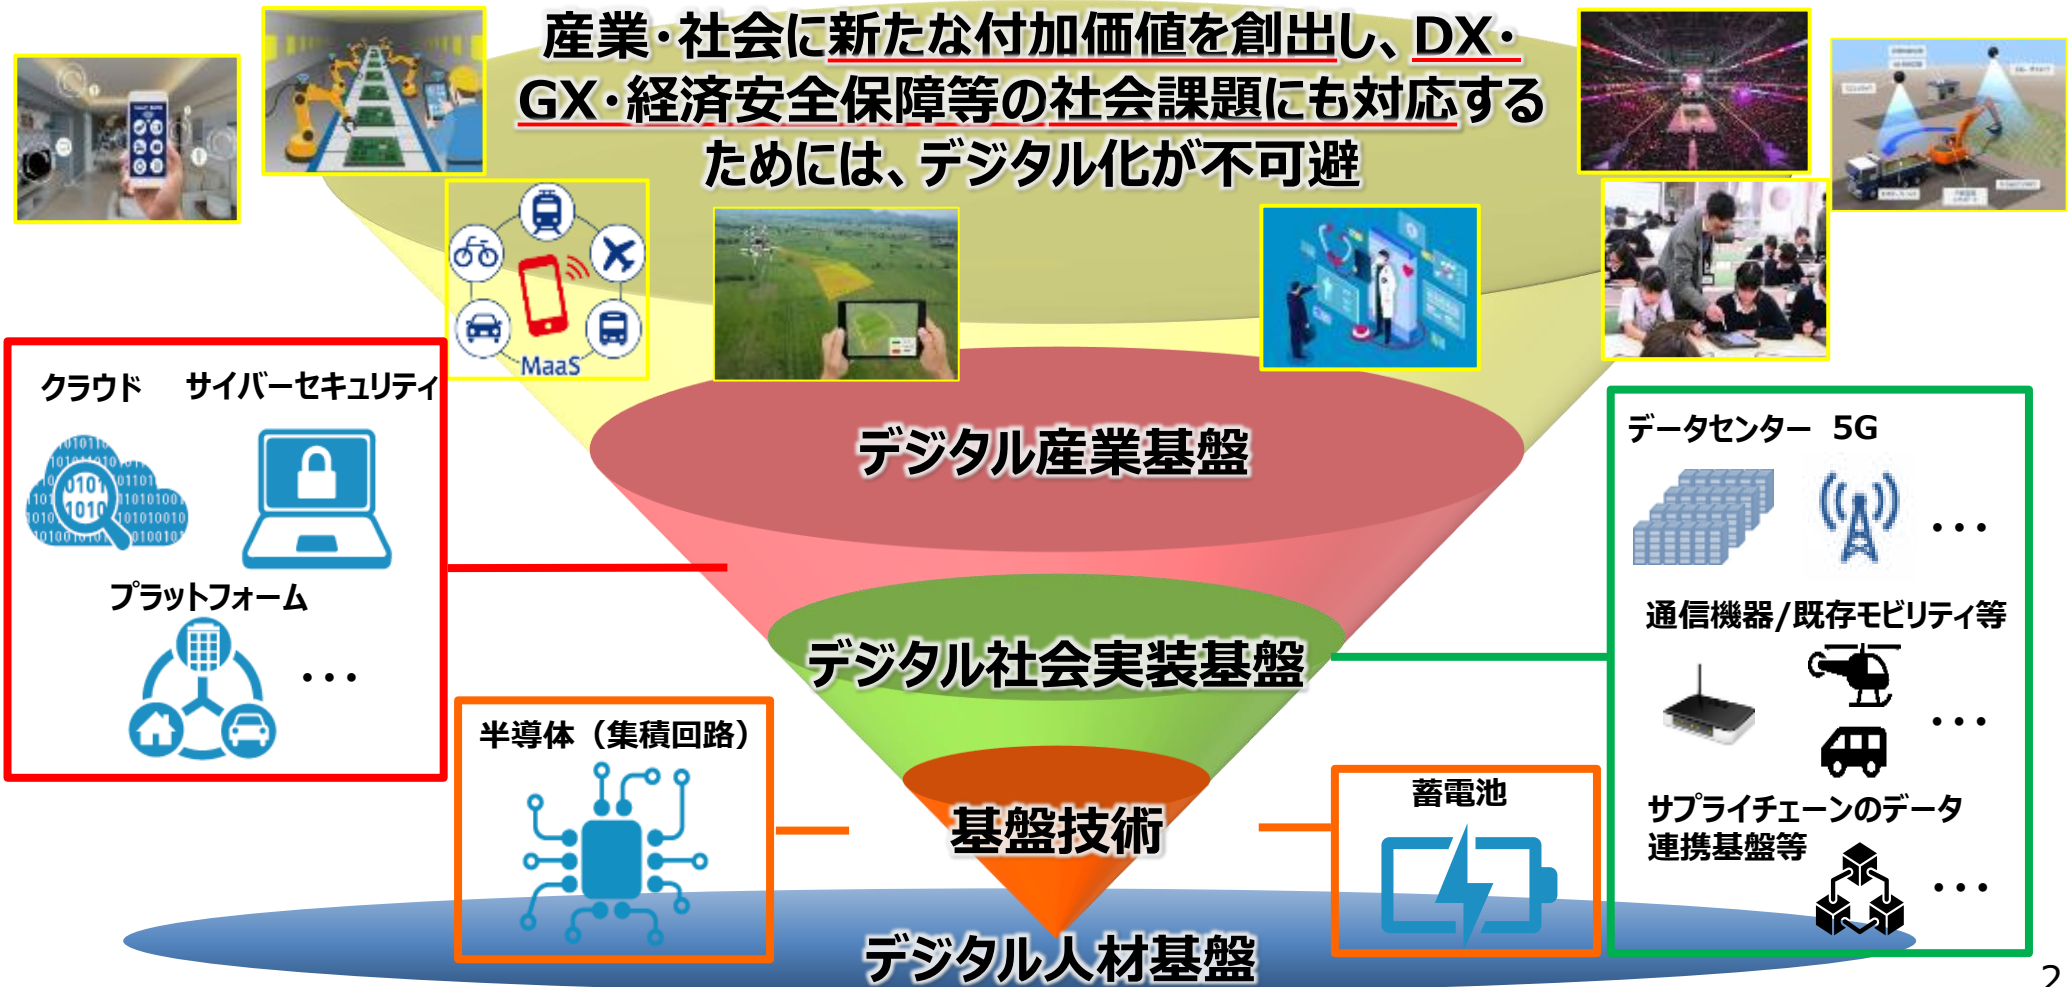 産業・社会に新たな付加価値を創出し、DX・
GX・経済安全保障等の社会課題にも対応する
ためには、デジタル化が不可避
MaaS
クラウド
サイバーセキュリティ
プラットフォーム
・・・
デジタル産業基盤
デジタル社会実装基盤
データセンター
5G
・・・
通信機器/既存モビリティ等
・・・
サプライチェーンのデータ
連携基盤等
・・・
半導体（集積回路）
基盤技術
蓄電池
デジタル人材基盤
2